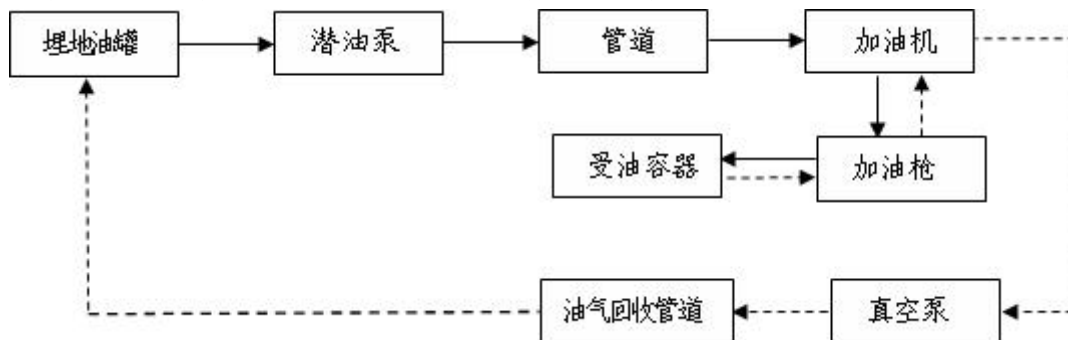 埋地油罐
潜油泵
管道
加油机
受油容器
加油枪
油气回收管道
真空泵